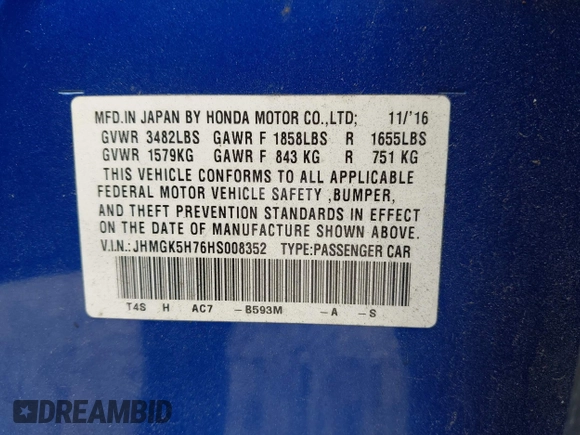 MFD.IN JAPAN BY HONDA MOTOR CO.,LTD; 11/'16
GVWR 3482LBS GAWR F 1858LBS R 1655LBS
GVWR 1579KG GAWR F 843 KG R 751 KG
THIS VEHICLE CONFORMS TO ALL APPLICABLE
FEDERAL MOTOR VEHICLE SAFETY ,BUMPER,
AND THEFT PREVENTION STANDARDS IN EFFECT
ON THE DATE OF MANUFACTURE SHOWN ABOVE.
V.I.N.:JHMGK5H76HS008352 TYPE:PASSENGER CAR
T4S H AC7 –B593M –A –S
DREAMBID